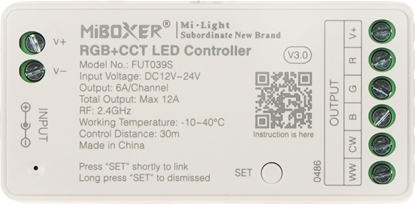 MiBOXER®
Mi·Light
Subordinate New Brand
RGB+CCT LED Controller
V3.0
Model No.: FUT039S
Input Voltage: DC12V~24V
Output: 6A/Channel
Total Output: Max 12A
RF: 2.4GHz
Working Temperature: -10~40°C
Control Distance: 30m
Made in China
Press "SET" shortly to link
Long press "SET" to dismissed
V+
V−
INPUT
Instruction is here
SET
OUTPUT
V+
R
G
B
CW
WW
0486